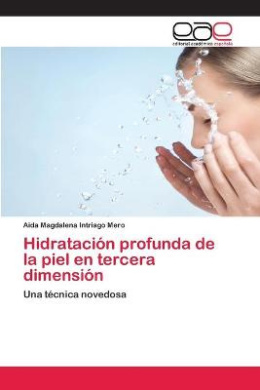 eae
editorial académica española
Aida Magdalena Intriago Mero
Hidratación profunda de
la piel en tercera
dimensión
Una técnica novedosa